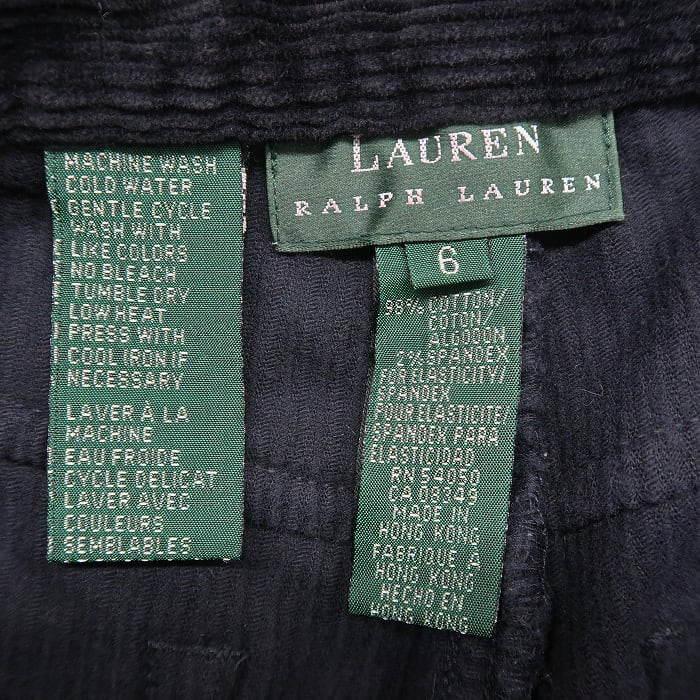 MACHINE WASH
COLD WATER
GENTLE CYCLE
WASH WITH
LIKE COLORS
NO BLEACH
TUMBLE DRY
LOW HEAT
PRESS WITH
COOL IRON IF
NECESSARY
LAVER À LA
MACHINE
EAU FROIDE
CYCLE DELICAT
LAVER AVEC
COULEURS
SEMBLABLES
LAUREN
RALPH LAUREN
6
98% COTTON/
COTON/
ALGODON
2% SPANDEX
FOR ELASTICITY/
SPANDEX
POUR ELASTICITE/
SPANDEX PARA
ELASTICIDAD
RN 54050
CA 08349
MADE IN
HONG KONG
FABRIQUE À
HONG KONG
HECHO EN
HONG KONG